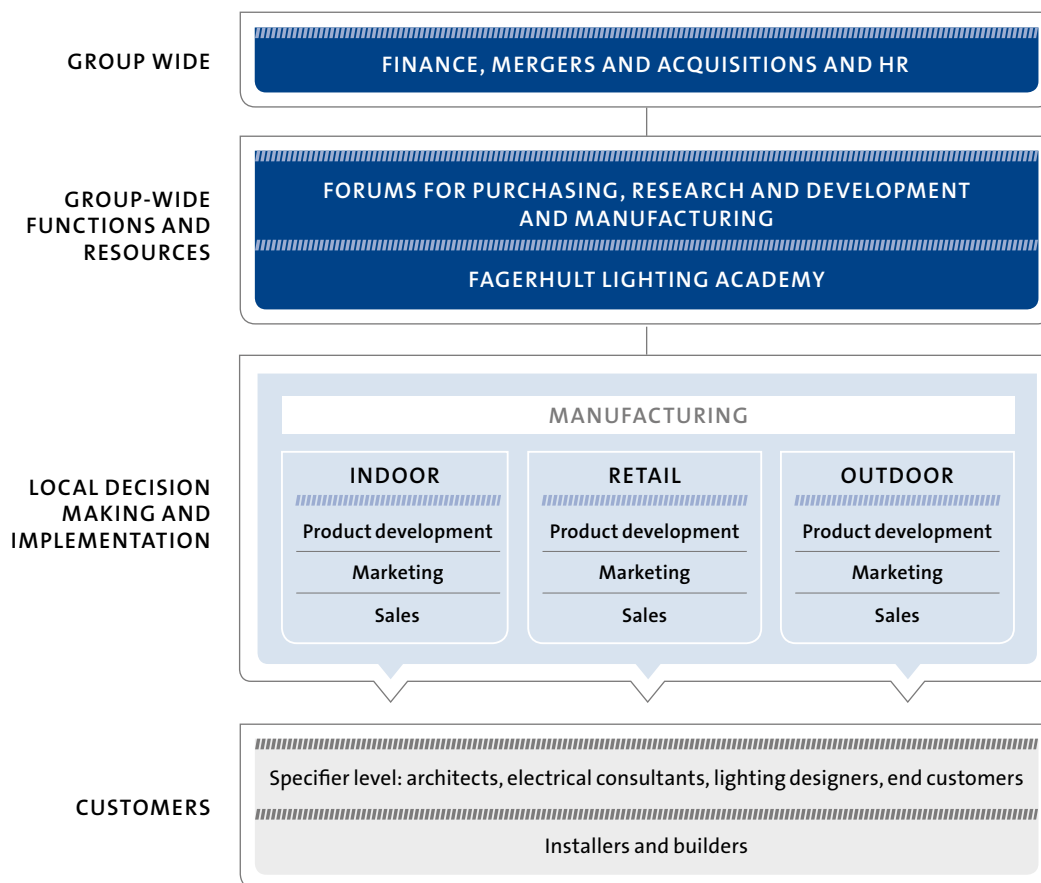 GROUP WIDE
FINANCE, MERGERS AND ACQUISITIONS AND HR
GROUP-WIDE
FUNCTIONS AND
RESOURCES
FORUMS FOR PURCHASING, RESEARCH AND DEVELOPMENT
AND MANUFACTURING
FAGERHULT LIGHTING ACADEMY
LOCAL DECISION
MAKING AND
IMPLEMENTATION
MANUFACTURING
INDOOR
Product development
Marketing
Sales
RETAIL
Product development
Marketing
Sales
OUTDOOR
Product development
Marketing
Sales
CUSTOMERS
Specifier level: architects, electrical consultants, lighting designers, end customers
Installers and builders